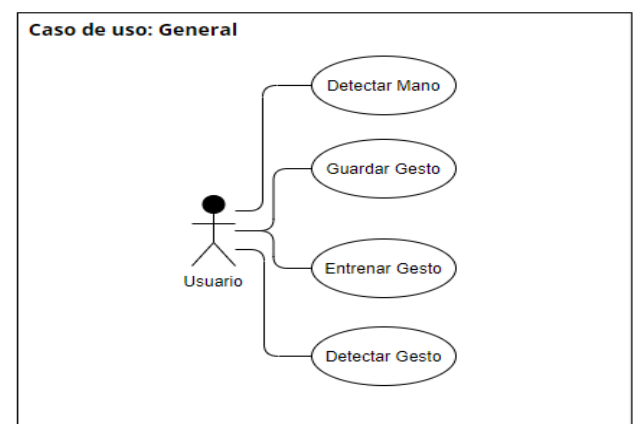 Caso de uso: General
Detectar Mano
Guardar Gesto
Usuario
Entrenar Gesto
Detectar Gesto